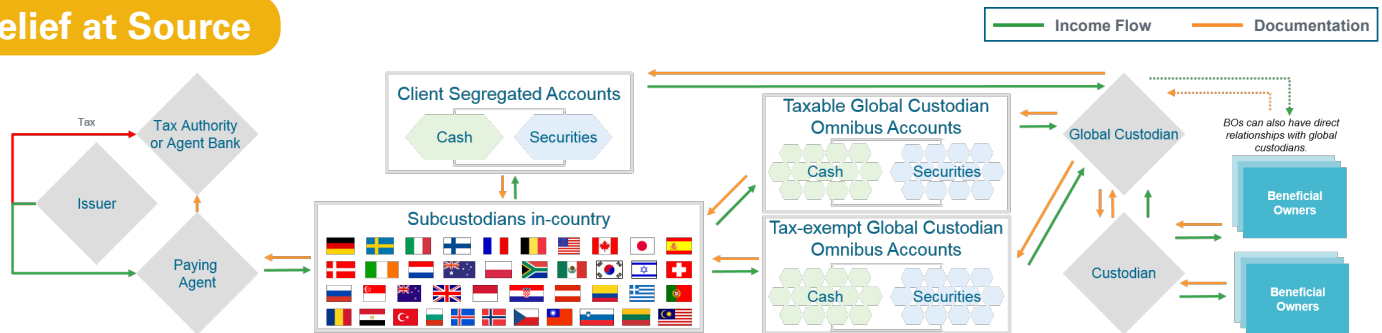 elief at Source
Income Flow
Documentation
Tax
Tax Authority
or Agent Bank
Issuer
Paying
Agent
Client Segregated Accounts
Cash
Securities
Subcustodians in-country
Taxable Global Custodian
Omnibus Accounts
Cash
Securities
Tax-exempt Global Custodian
Omnibus Accounts
Cash
Securities
Global Custodian
Custodian
BOs can also have direct
relationships with global
custodians.
Beneficial
Owners
Beneficial
Owners